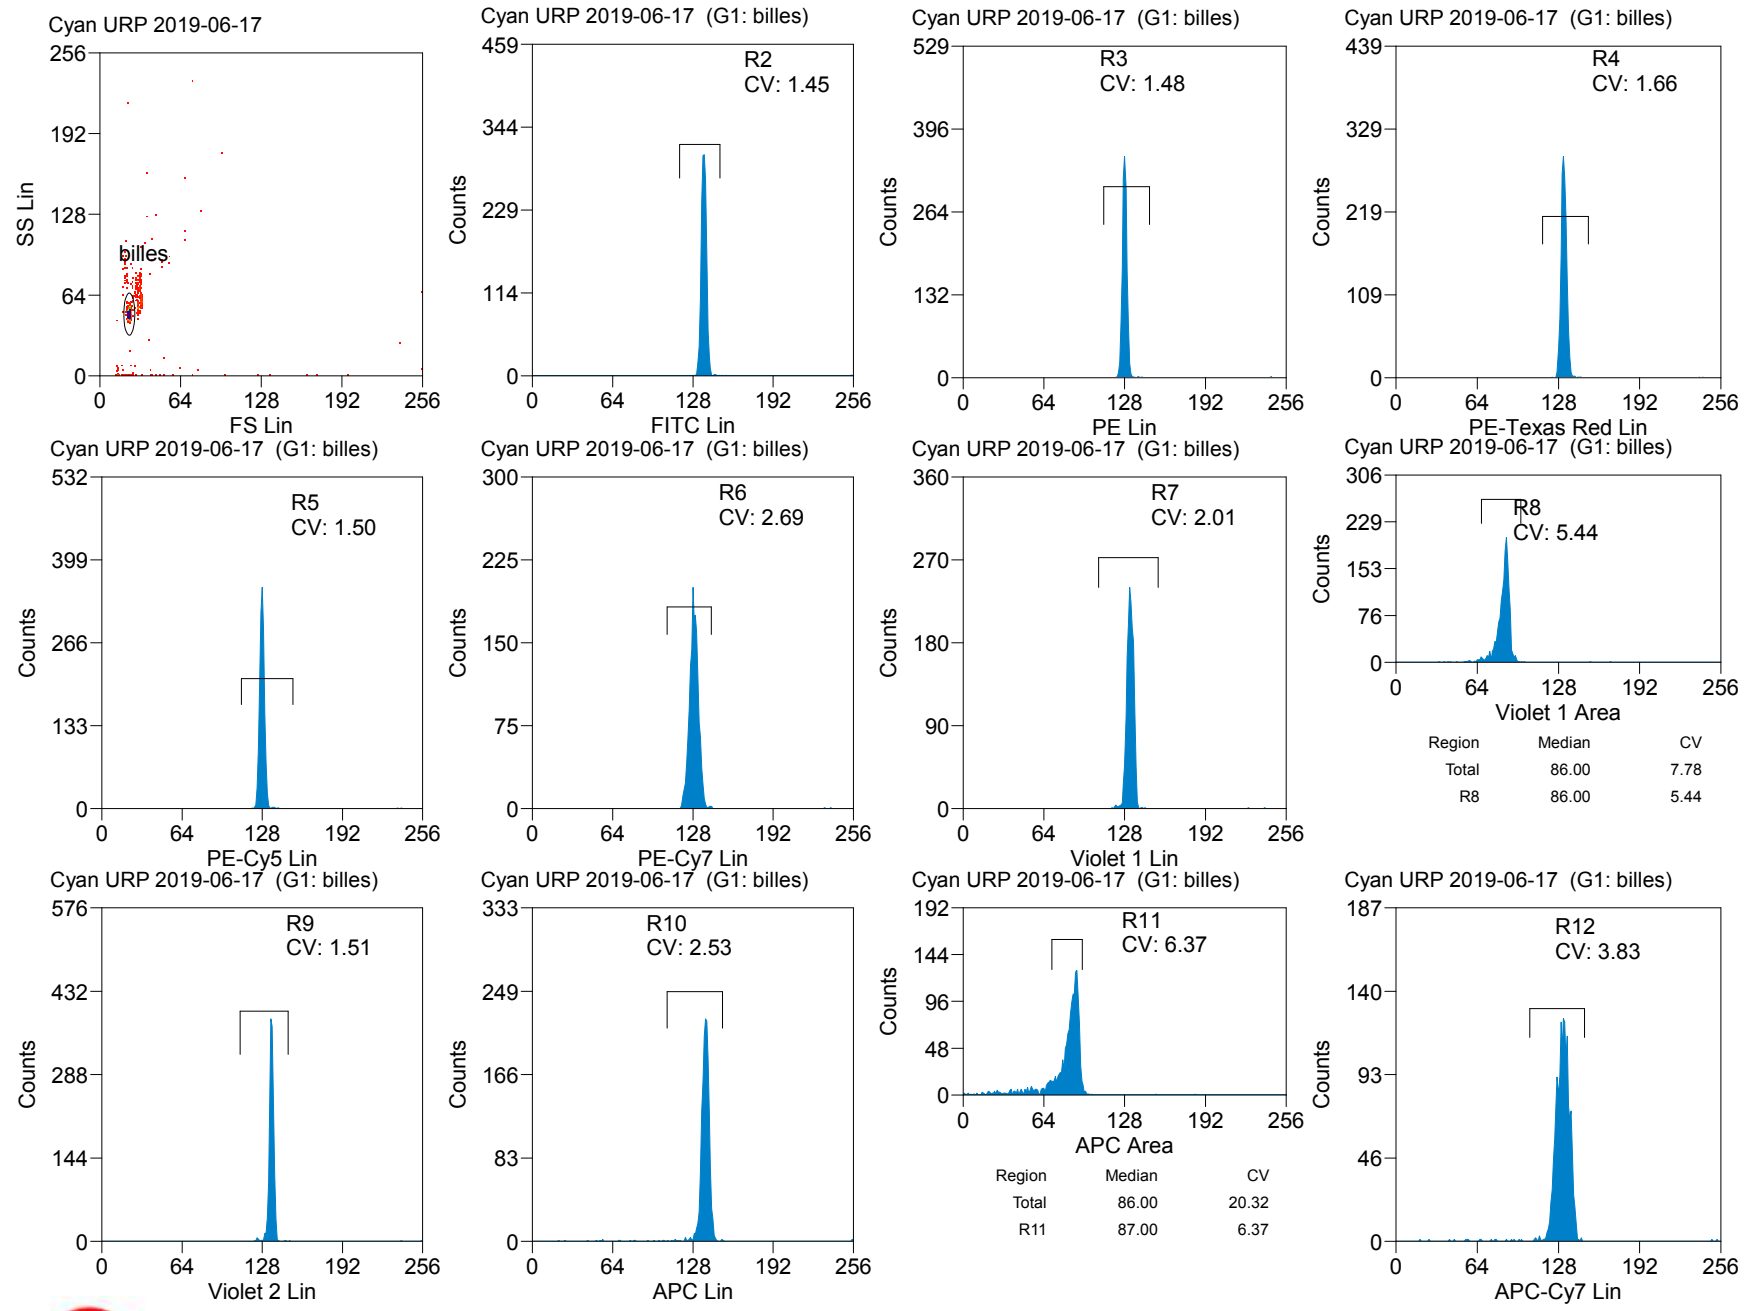 Cyan URP 2019-06-17
256
192
128
64
0
SS Lin
billes
0 64 128 192 256
FS Lin
Cyan URP 2019-06-17 (G1: billes)
R2
CV: 1.45
459
344
229
114
0
Counts
0 64 128 192 256
FITC Lin
Cyan URP 2019-06-17 (G1: billes)
R3
CV: 1.48
529
396
264
132
0
Counts
0 64 128 192 256
PE Lin
Cyan URP 2019-06-17 (G1: billes)
R4
CV: 1.66
439
329
219
109
0
Counts
0 64 128 192 256
PE-Texas Red Lin
Cyan URP 2019-06-17 (G1: billes)
R5
CV: 1.50
532
399
266
133
0
Counts
0 64 128 192 256
PE-Cy5 Lin
Cyan URP 2019-06-17 (G1: billes)
R6
CV: 2.69
300
225
150
75
0
Counts
0 64 128 192 256
PE-Cy7 Lin
Cyan URP 2019-06-17 (G1: billes)
R7
CV: 2.01
360
270
180
90
0
Counts
0 64 128 192 256
Violet 1 Lin
Cyan URP 2019-06-17 (G1: billes)
R8
CV: 5.44
306
229
153
76
0
Counts
0 64 128 192 256
Violet 1 Area
Region Median CV
Total 86.00 7.78
R8 86.00 5.44
Cyan URP 2019-06-17 (G1: billes)
R9
CV: 1.51
576
432
288
144
0
Counts
0 64 128 192 256
Violet 2 Lin
Cyan URP 2019-06-17 (G1: billes)
R10
CV: 2.53
333
249
166
83
0
Counts
0 64 128 192 256
APC Lin
Cyan URP 2019-06-17 (G1: billes)
R11
CV: 6.37
192
144
96
48
0
Counts
0 64 128 192 256
APC Area
Region Median CV
Total 86.00 20.32
R11 87.00 6.37
Cyan URP 2019-06-17 (G1: billes)
R12
CV: 3.83
187
140
93
46
0
Counts
0 64 128 192 256
APC-Cy7 Lin